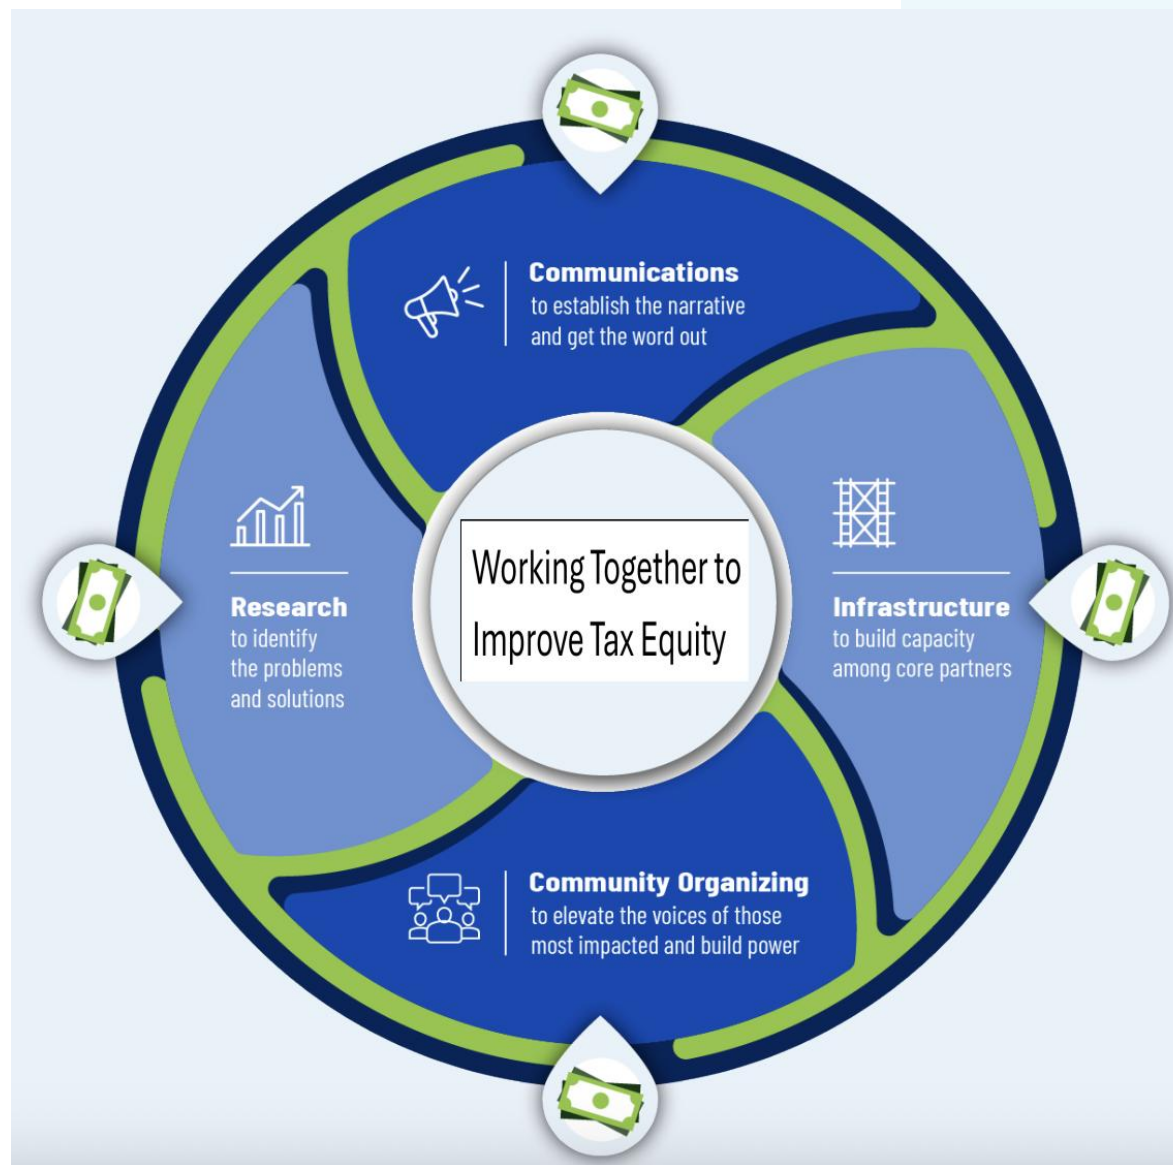 Communications
to establish the narrative
and get the word out
Working Together to
Improve Tax Equity
Research
to identify
the problems
and solutions
Infrastructure
to build capacity
among core partners
Community Organizing
to elevate the voices of those
most impacted and build power